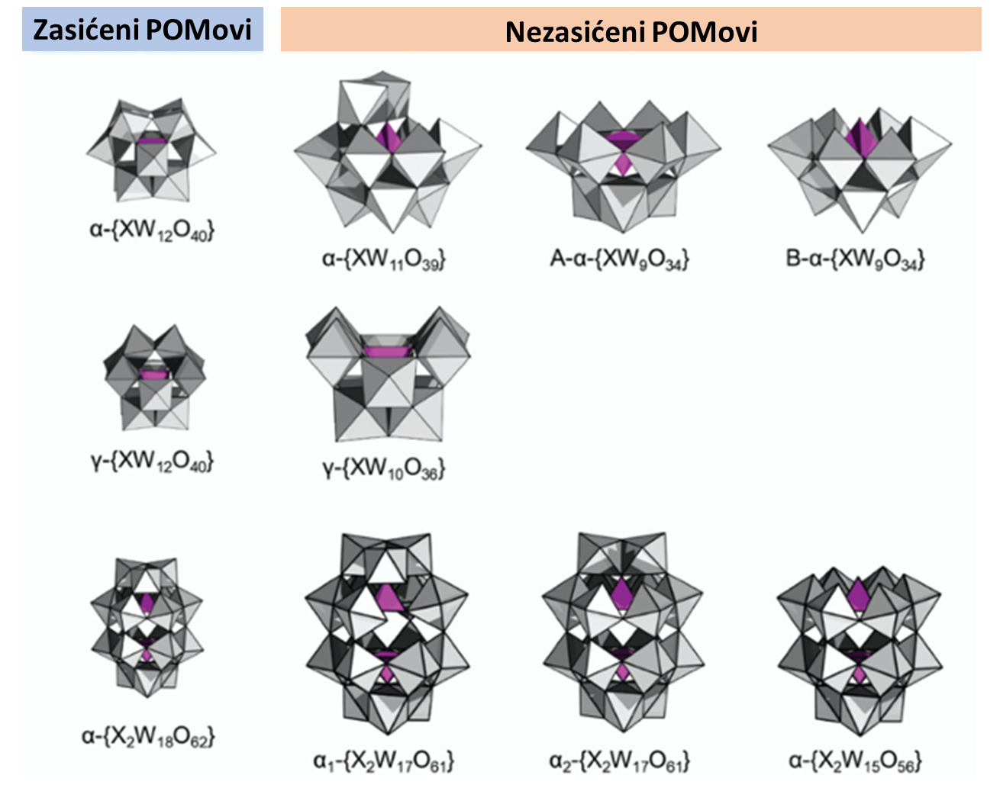 Zasićeni POMovi
Nezasićeni POMovi
α-{XW₁₂O₄₀}
α-{XW₁₁O₃₉}
A-α-{XW₉O₃₄}
B-α-{XW₉O₃₄}
γ-{XW₁₂O₄₀}
γ-{XW₁₀O₃₆}
α-{X₂W₁₈O₆₂}
α₁-{X₂W₁₇O₆₁}
α₂-{X₂W₁₇O₆₁}
α-{X₂W₁₅O₅₆}